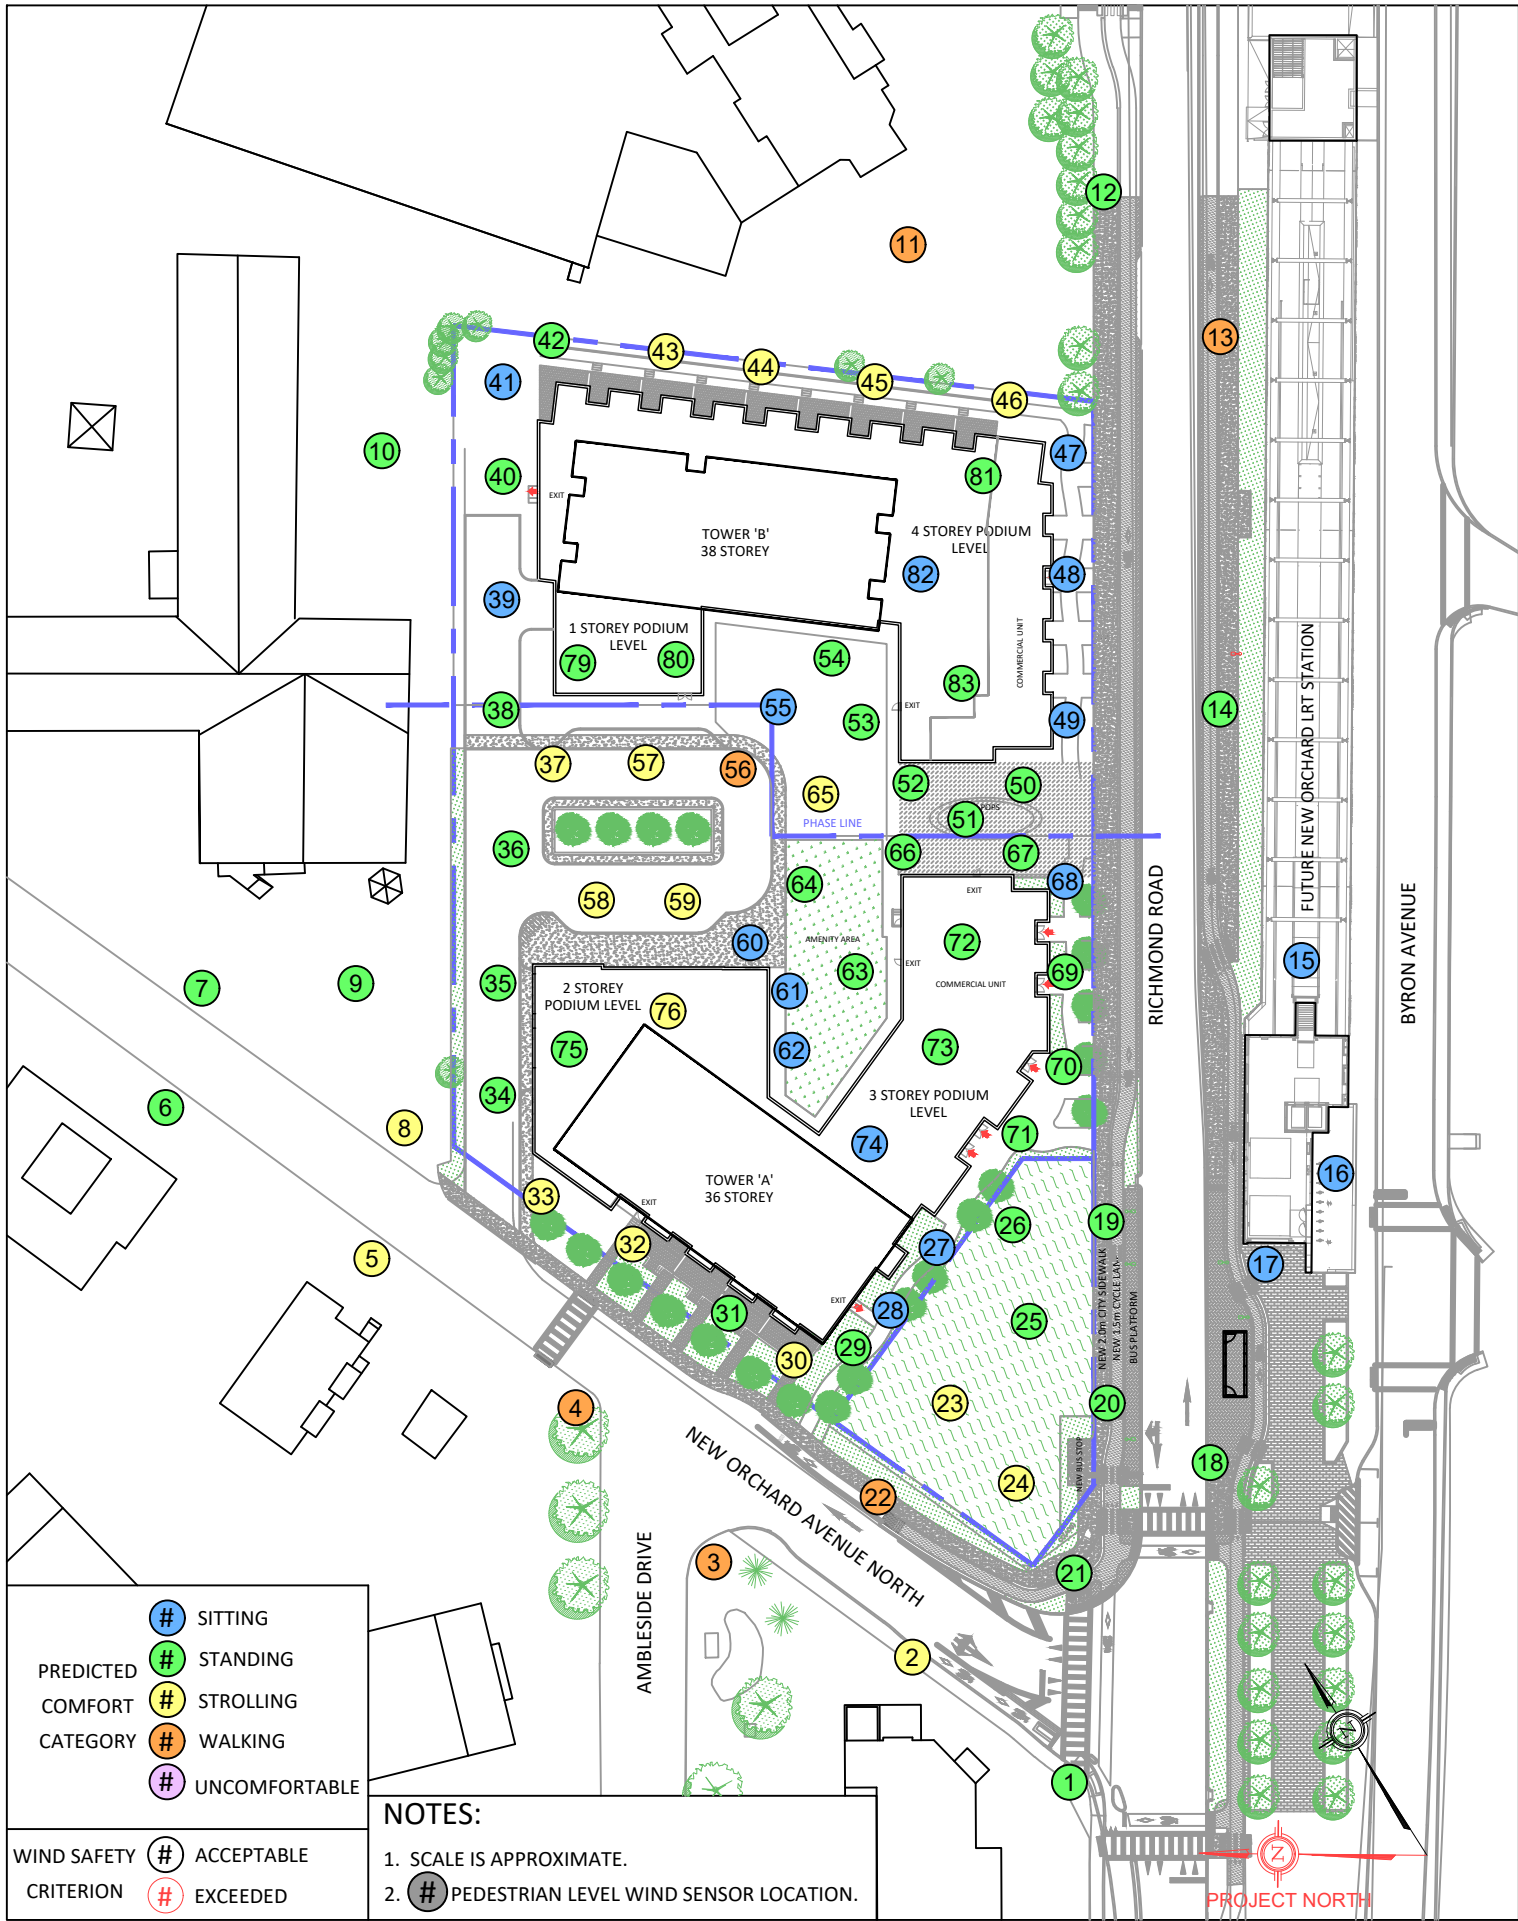 12
11
13
42
43
44
45
46
41
47
10
40
EXIT
81
TOWER 'B'
38 STOREY
4 STOREY PODIUM
LEVEL
82
48
39
1 STOREY PODIUM
LEVEL
79
80
54
83
COMMERCIAL UNIT
FUTURE NEW ORCHARD LRT STATION
38
55
53
EXIT
49
14
37
57
56
65
52
50
51
POPS
PHASE LINE
36
66
67
64
EXIT
68
58
59
60
AMENITY AREA
72
RICHMOND ROAD
BYRON AVENUE
7
9
35
2 STOREY
PODIUM LEVEL
61
63
EXIT
COMMERCIAL UNIT
69
15
76
75
62
73
70
6
34
3 STOREY PODIUM
LEVEL
8
74
71
TOWER 'A'
36 STOREY
16
33
EXIT
32
26
19
5
27
17
NEW 2.0m CITY SIDEWALK
NEW 1.5m CYCLE LANE
BUS PLATFORM
31
EXIT
28
25
29
30
4
23
20
NEW BUS STOP
18
24
22
NEW ORCHARD AVENUE NORTH
AMBLESIDE DRIVE
3
21
2
1
PREDICTED
COMFORT
CATEGORY
# SITTING
# STANDING
# STROLLING
# WALKING
# UNCOMFORTABLE
WIND SAFETY
CRITERION
# ACCEPTABLE
# EXCEEDED
NOTES:
1. SCALE IS APPROXIMATE.
2. # PEDESTRIAN LEVEL WIND SENSOR LOCATION.
N
N
PROJECT NORTH